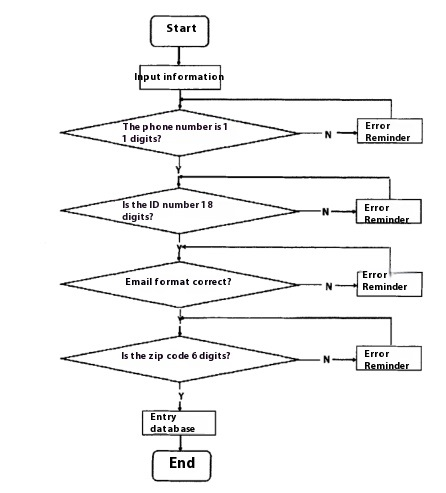 Start
Input information
The phone number is 1
1 digits?
N
Error
Reminder
Y
Is the ID number 18
digits?
N
Error
Reminder
Y
Email format correct?
N
Error
Reminder
Y
Is the zip code 6 digits?
N
Error
Reminder
Y
Entry
database
End